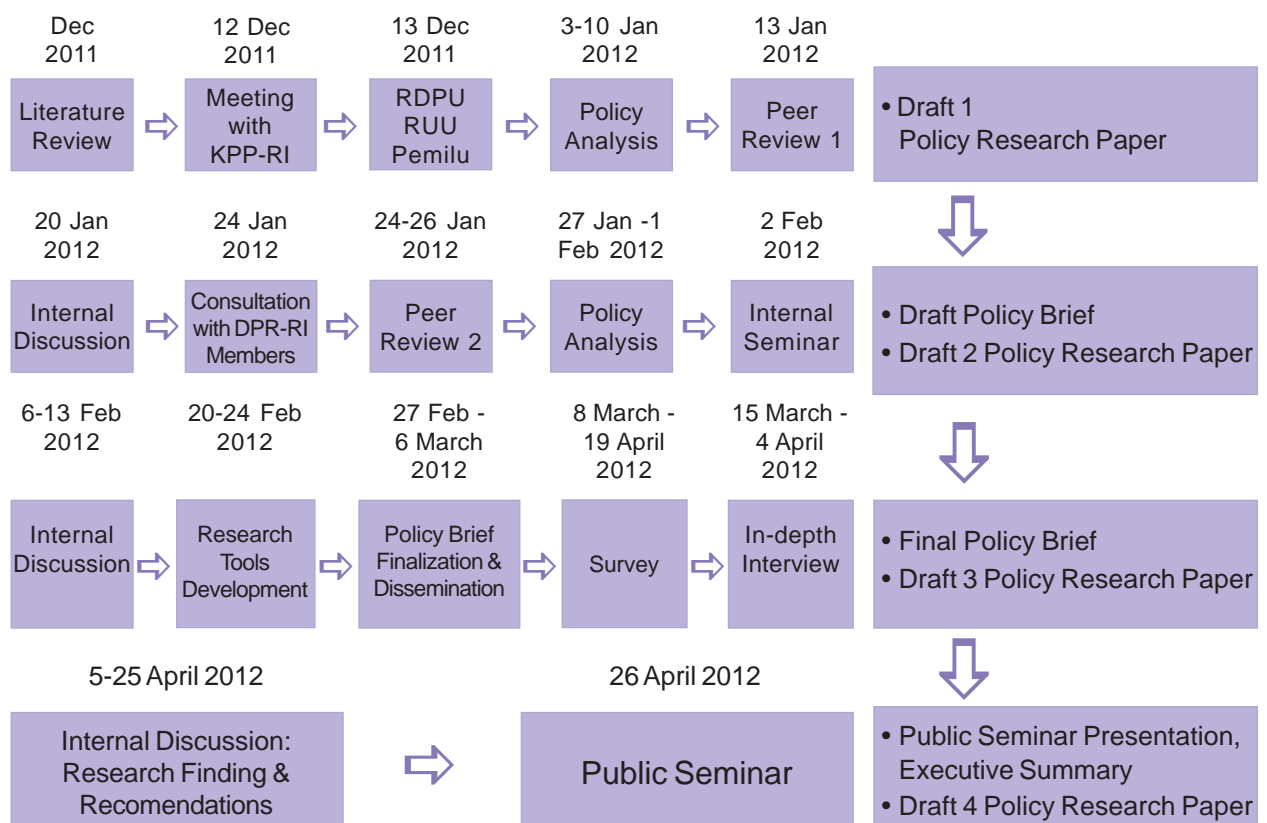 Dec
2011
12 Dec
2011
13 Dec
2011
3-10 Jan
2012
13 Jan
2012
Literature
Review
Meeting
with
KPP-RI
RDPU
RUU
Pemilu
Policy
Analysis
Peer
Review 1
• Draft 1
Policy Research Paper
20 Jan
2012
24 Jan
2012
24-26 Jan
2012
27 Jan -1
Feb 2012
2 Feb
2012
Internal
Discussion
Consultation
with DPR-RI
Members
Peer
Review 2
Policy
Analysis
Internal
Seminar
• Draft Policy Brief
• Draft 2 Policy Research Paper
6-13 Feb
2012
20-24 Feb
2012
27 Feb -
6 March
2012
8 March -
19 April
2012
15 March -
4 April
2012
Internal
Discussion
Research
Tools
Development
Policy Brief
Finalization &
Dissemination
Survey
In-depth
Interview
• Final Policy Brief
• Draft 3 Policy Research Paper
5-25 April 2012
26 April 2012
Internal Discussion:
Research Finding &
Recomendations
Public Seminar
• Public Seminar Presentation,
Executive Summary
• Draft 4 Policy Research Paper